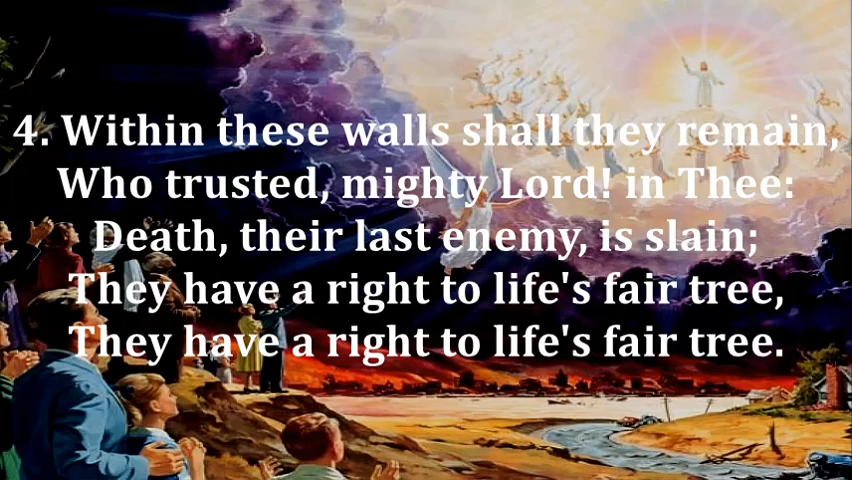 4. Within these walls shall they remain,
Who trusted, mighty Lord! in Thee:
Death, their last enemy, is slain;
They have a right to life's fair tree,
They have a right to life's fair tree.